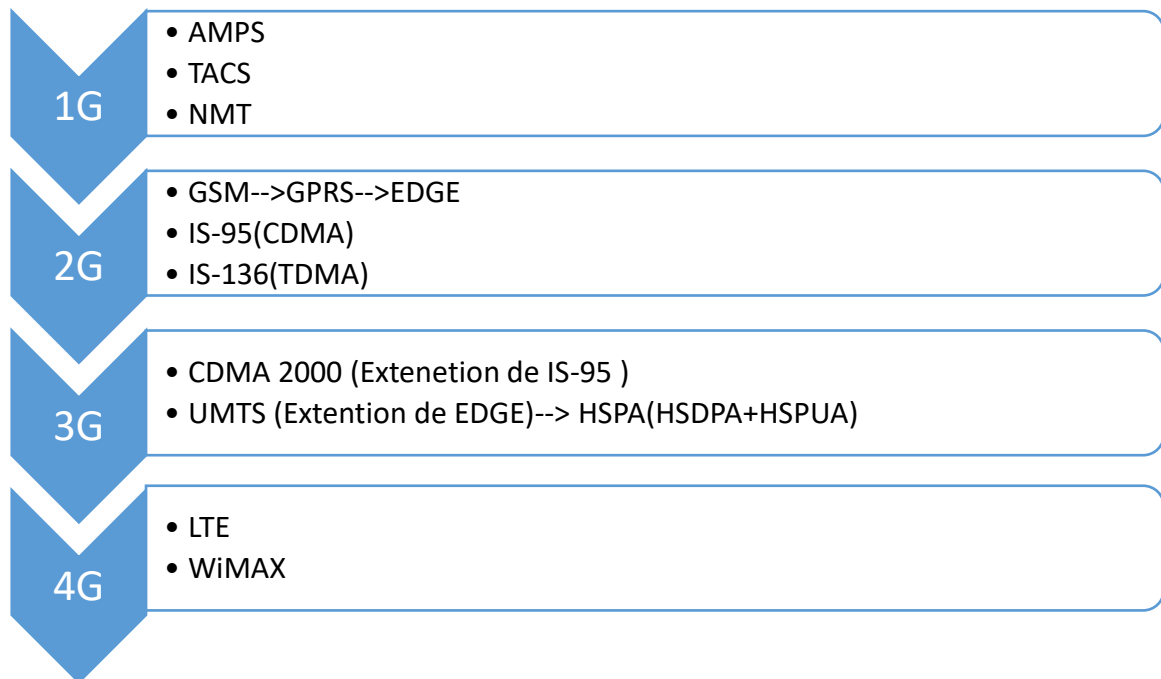 1G
• AMPS
• TACS
• NMT
2G
• GSM-->GPRS-->EDGE
• IS-95(CDMA)
• IS-136(TDMA)
3G
• CDMA 2000 (Extenetion de IS-95 )
• UMTS (Extention de EDGE)--> HSPA(HSDPA+HSPUA)
4G
• LTE
• WiMAX